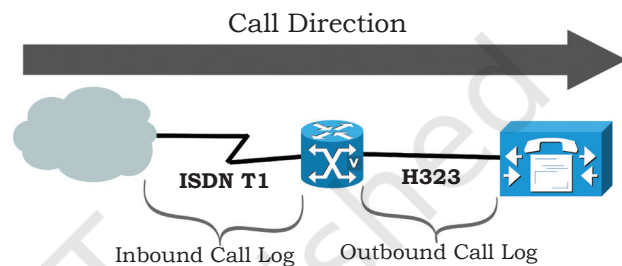 Call Direction
ISDN T1
V
H323
Inbound Call Log
Outbound Call Log